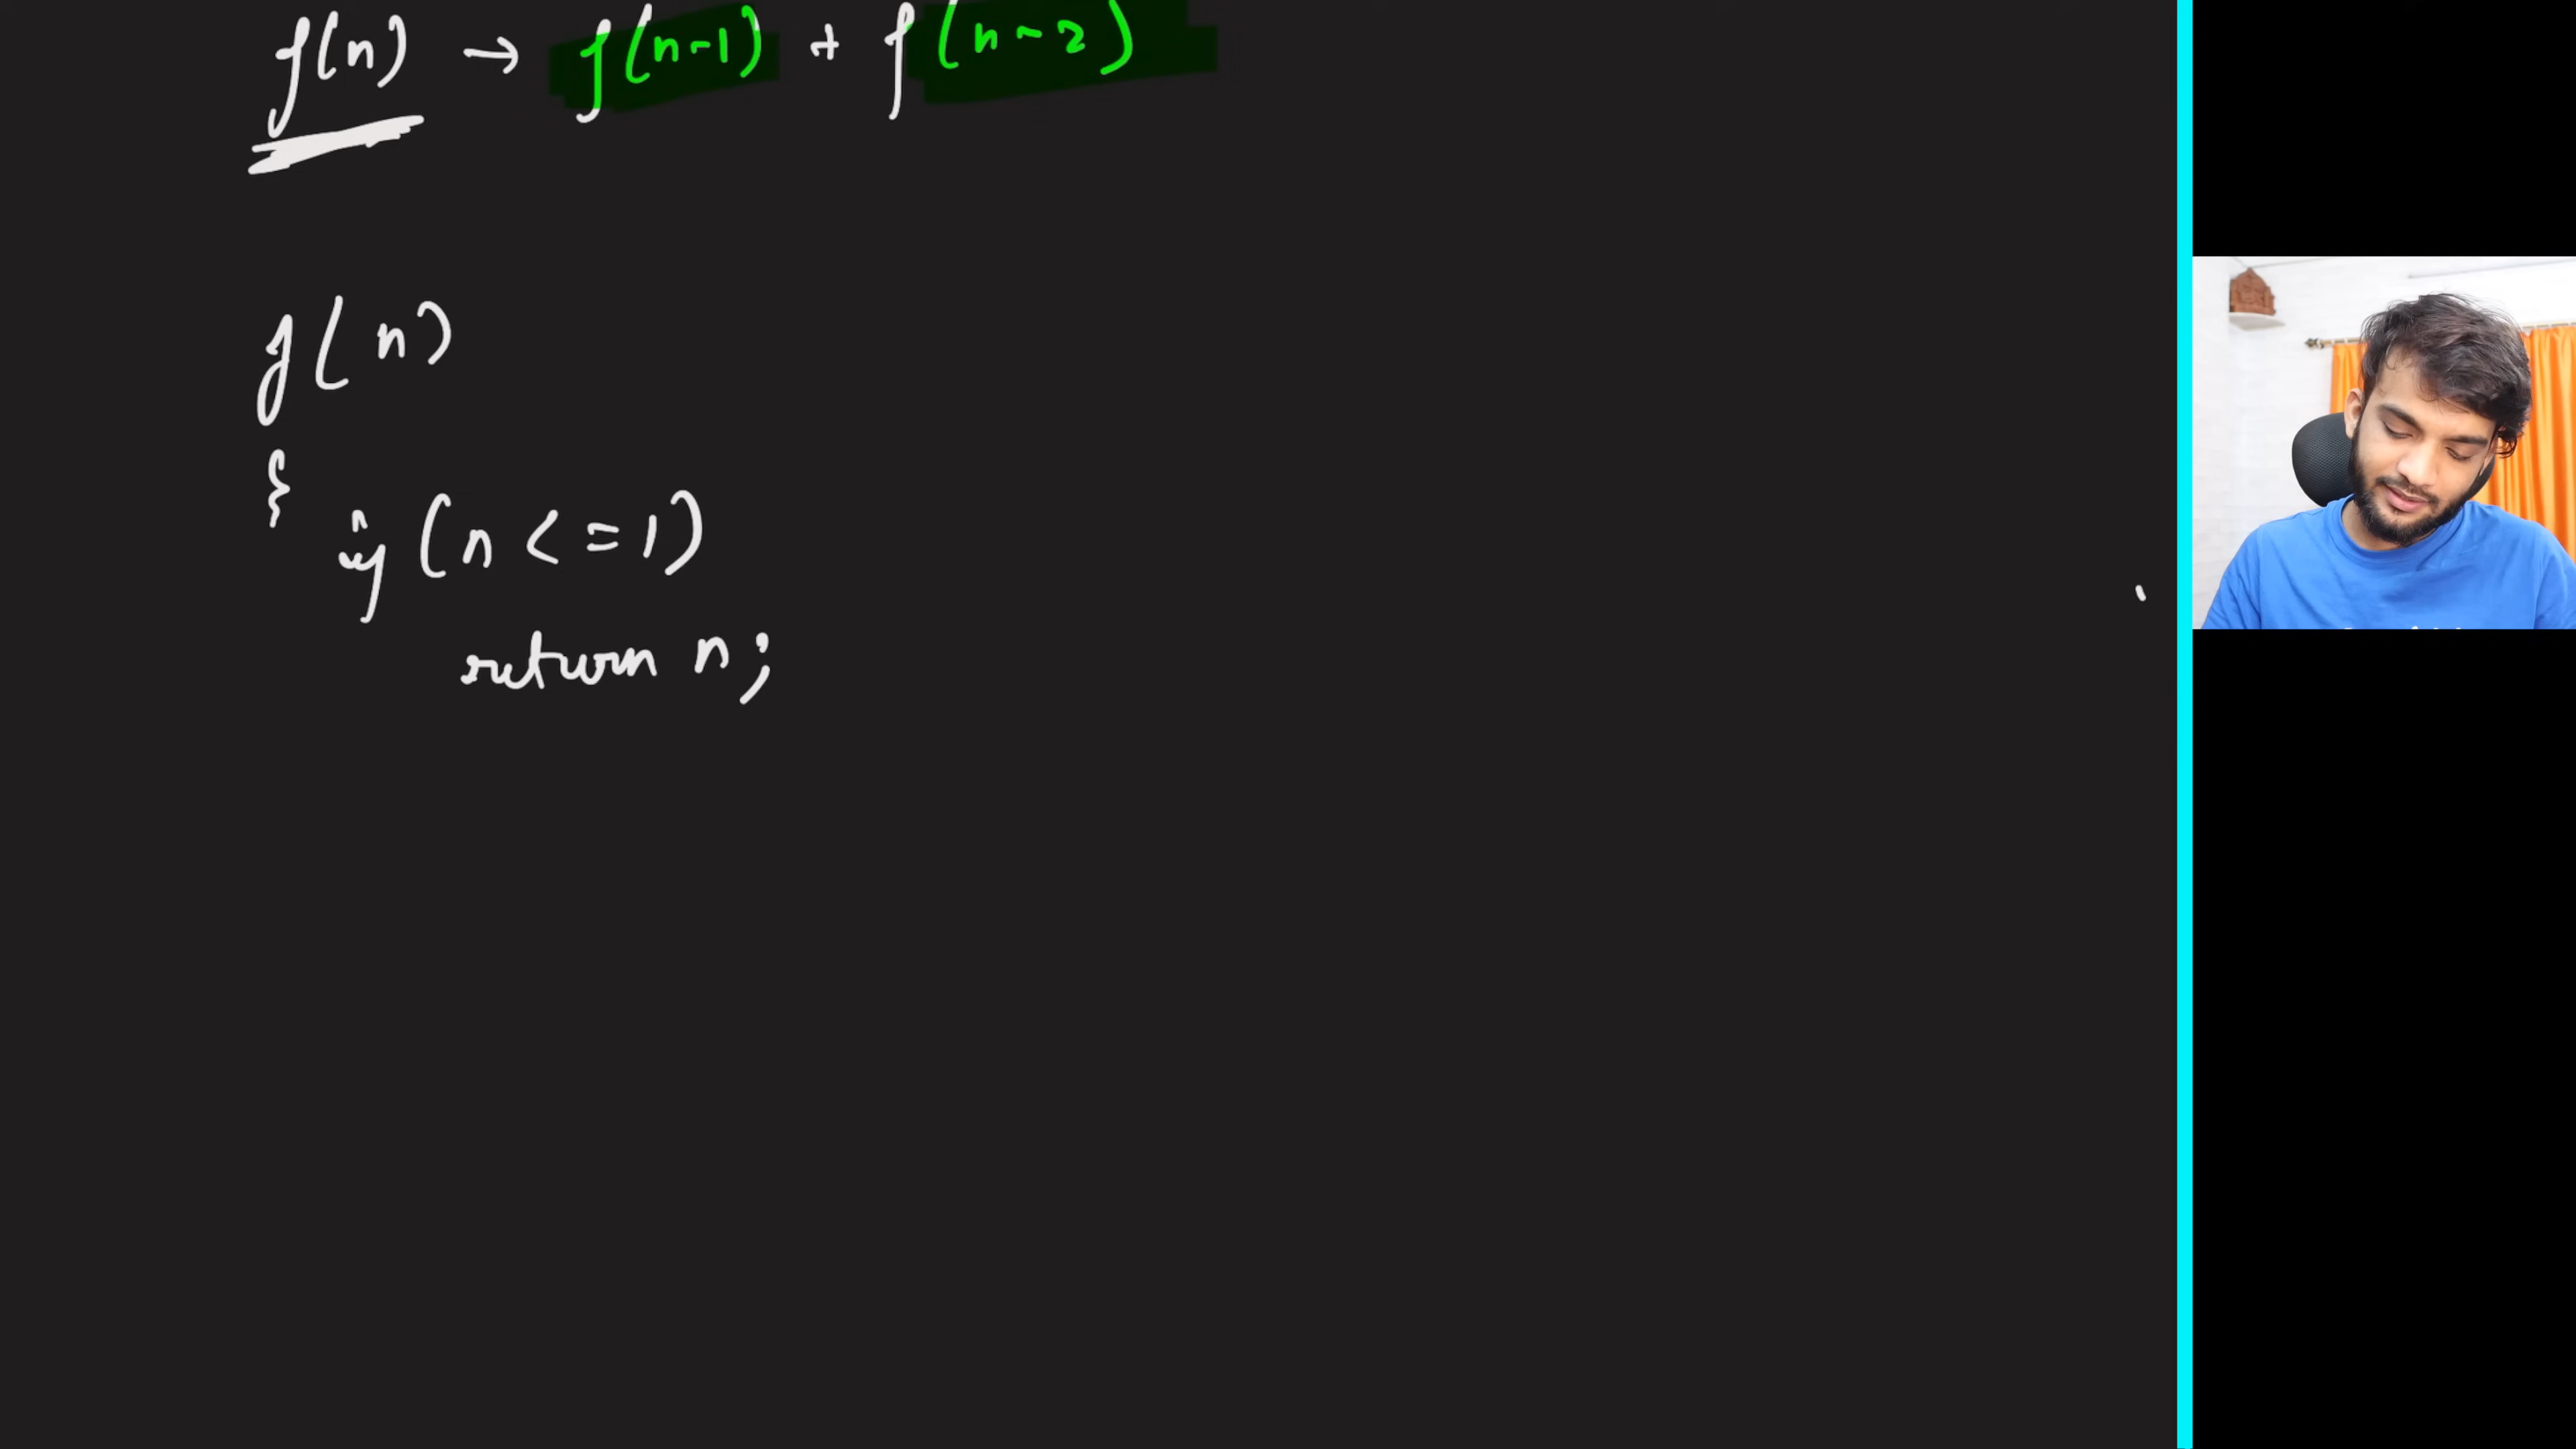 f(n) → f(n-1) + f(n-2)
f(n)
{
if (n <= 1)
return n;